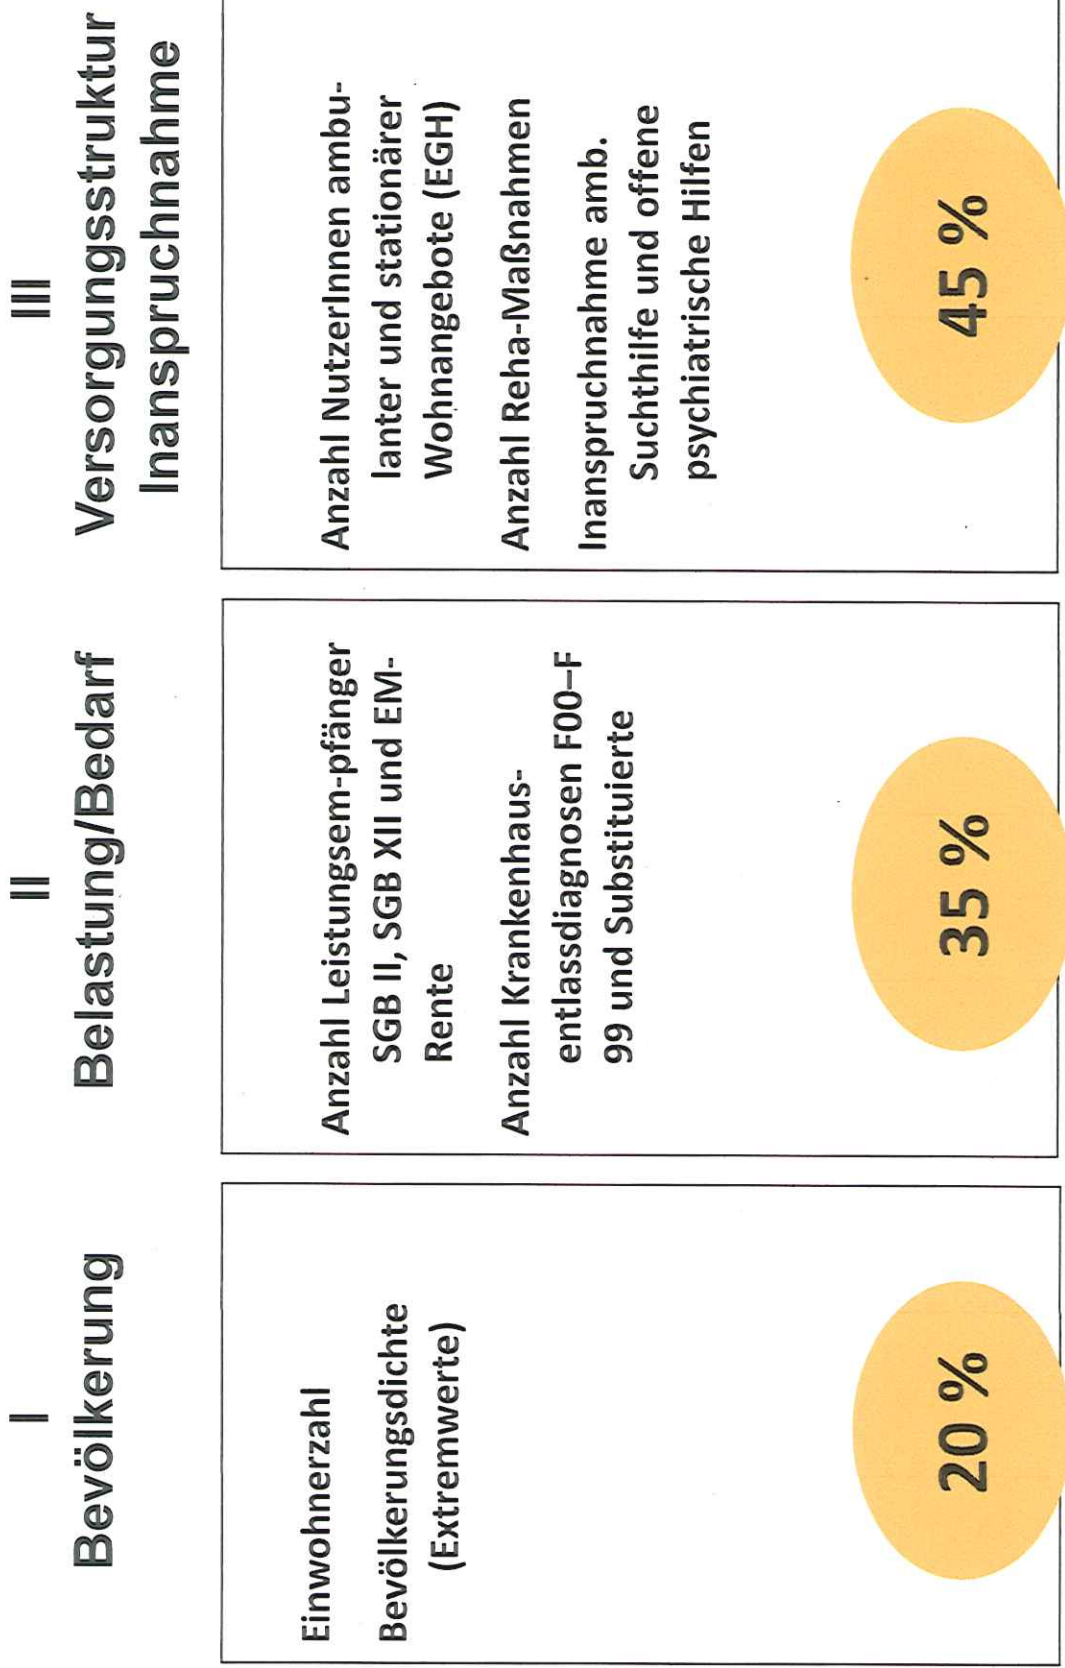 I
Bevölkerung
Einwohnerzahl
Bevölkerungsdichte
(Extremwerte)
20 %
II
Belastung/Bedarf
Anzahl Leistungsem-pfänger
SGB II, SGB XII und EM-
Rente
Anzahl Krankenhaus-
entlassdiagnosen F00–F
99 und Substituierte
35 %
III
Versorgungsstruktur
Inanspruchnahme
Anzahl NutzerInnen ambu-
lanter und stationärer
Wohnangebote (EGH)
Anzahl Reha-Maßnahmen
Inanspruchnahme amb.
Suchthilfe und offene
psychiatrische Hilfen
45 %